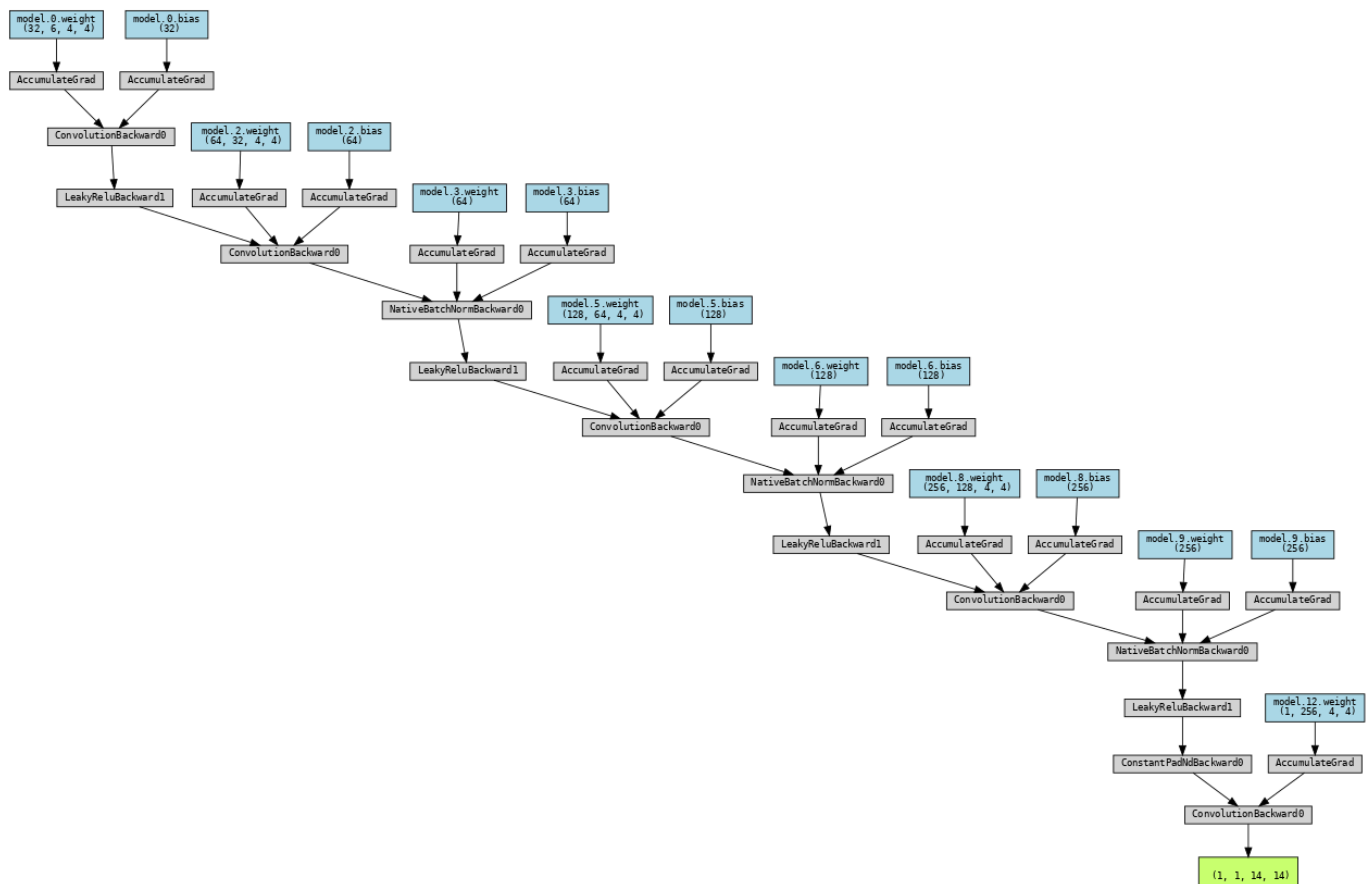 model.0.weight
(32, 6, 4, 4)
model.0.bias
(32)
AccumulateGrad
AccumulateGrad
ConvolutionBackward0
model.2.weight
(64, 32, 4, 4)
model.2.bias
(64)
LeakyReluBackward1
AccumulateGrad
AccumulateGrad
model.3.weight
(64)
model.3.bias
(64)
ConvolutionBackward0
AccumulateGrad
AccumulateGrad
NativeBatchNormBackward0
model.5.weight
(128, 64, 4, 4)
model.5.bias
(128)
LeakyReluBackward1
AccumulateGrad
AccumulateGrad
model.6.weight
(128)
model.6.bias
(128)
ConvolutionBackward0
AccumulateGrad
AccumulateGrad
NativeBatchNormBackward0
model.8.weight
(256, 128, 4, 4)
model.8.bias
(256)
LeakyReluBackward1
AccumulateGrad
AccumulateGrad
model.9.weight
(256)
model.9.bias
(256)
ConvolutionBackward0
AccumulateGrad
AccumulateGrad
NativeBatchNormBackward0
LeakyReluBackward1
model.12.weight
(1, 256, 4, 4)
ConstantPadNdBackward0
AccumulateGrad
ConvolutionBackward0
(1, 1, 14, 14)